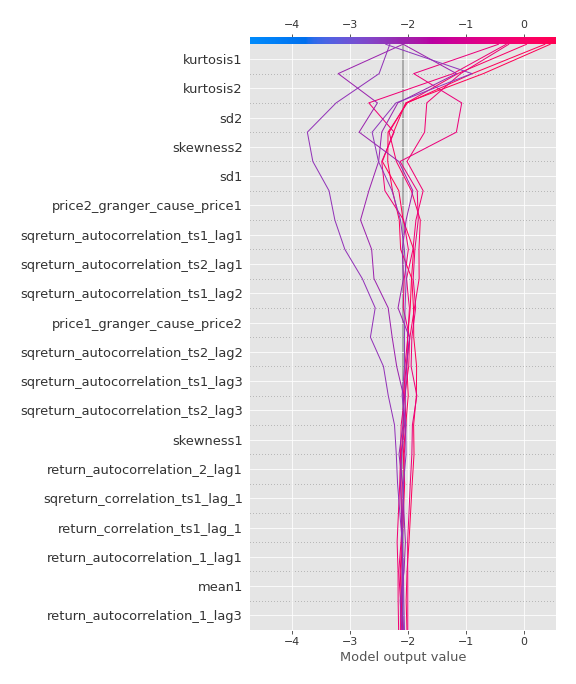 −4 −3 −2 −1 0
kurtosis1
kurtosis2
sd2
skewness2
sd1
price2_granger_cause_price1
sqreturn_autocorrelation_ts1_lag1
sqreturn_autocorrelation_ts2_lag1
sqreturn_autocorrelation_ts1_lag2
price1_granger_cause_price2
sqreturn_autocorrelation_ts2_lag2
sqreturn_autocorrelation_ts1_lag3
sqreturn_autocorrelation_ts2_lag3
skewness1
return_autocorrelation_2_lag1
sqreturn_correlation_ts1_lag_1
return_correlation_ts1_lag_1
return_autocorrelation_1_lag1
mean1
return_autocorrelation_1_lag3
−4 −3 −2 −1 0
Model output value